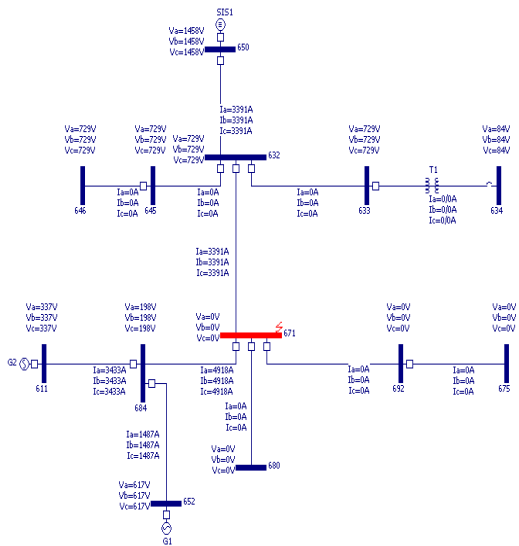 SIS1
Va=1458V
Vb=1458V
Vc=1458V
650
Ia=3391A
Ib=3391A
Ic=3391A
Va=729V
Vb=729V
Vc=729V
646
Va=729V
Vb=729V
Vc=729V
645
Va=729V
Vb=729V
Vc=729V
632
Va=729V
Vb=729V
Vc=729V
633
Va=84V
Vb=84V
Vc=84V
634
T1
Ia=0A
Ib=0A
Ic=0A
Ia=0A
Ib=0A
Ic=0A
Ia=0A
Ib=0A
Ic=0A
Ia=0/0A
Ib=0/0A
Ic=0/0A
Ia=3391A
Ib=3391A
Ic=3391A
Va=337V
Vb=337V
Vc=337V
G2
611
Va=198V
Vb=198V
Vc=198V
684
Va=0V
Vb=0V
Vc=0V
671
Va=0V
Vb=0V
Vc=0V
692
Va=0V
Vb=0V
Vc=0V
675
Ia=3433A
Ib=3433A
Ic=3433A
Ia=4918A
Ib=4918A
Ic=4918A
Ia=0A
Ib=0A
Ic=0A
Ia=0A
Ib=0A
Ic=0A
Ia=0A
Ib=0A
Ic=0A
Ia=1487A
Ib=1487A
Ic=1487A
Va=0V
Vb=0V
Vc=0V
680
Va=617V
Vb=617V
Vc=617V
652
G1